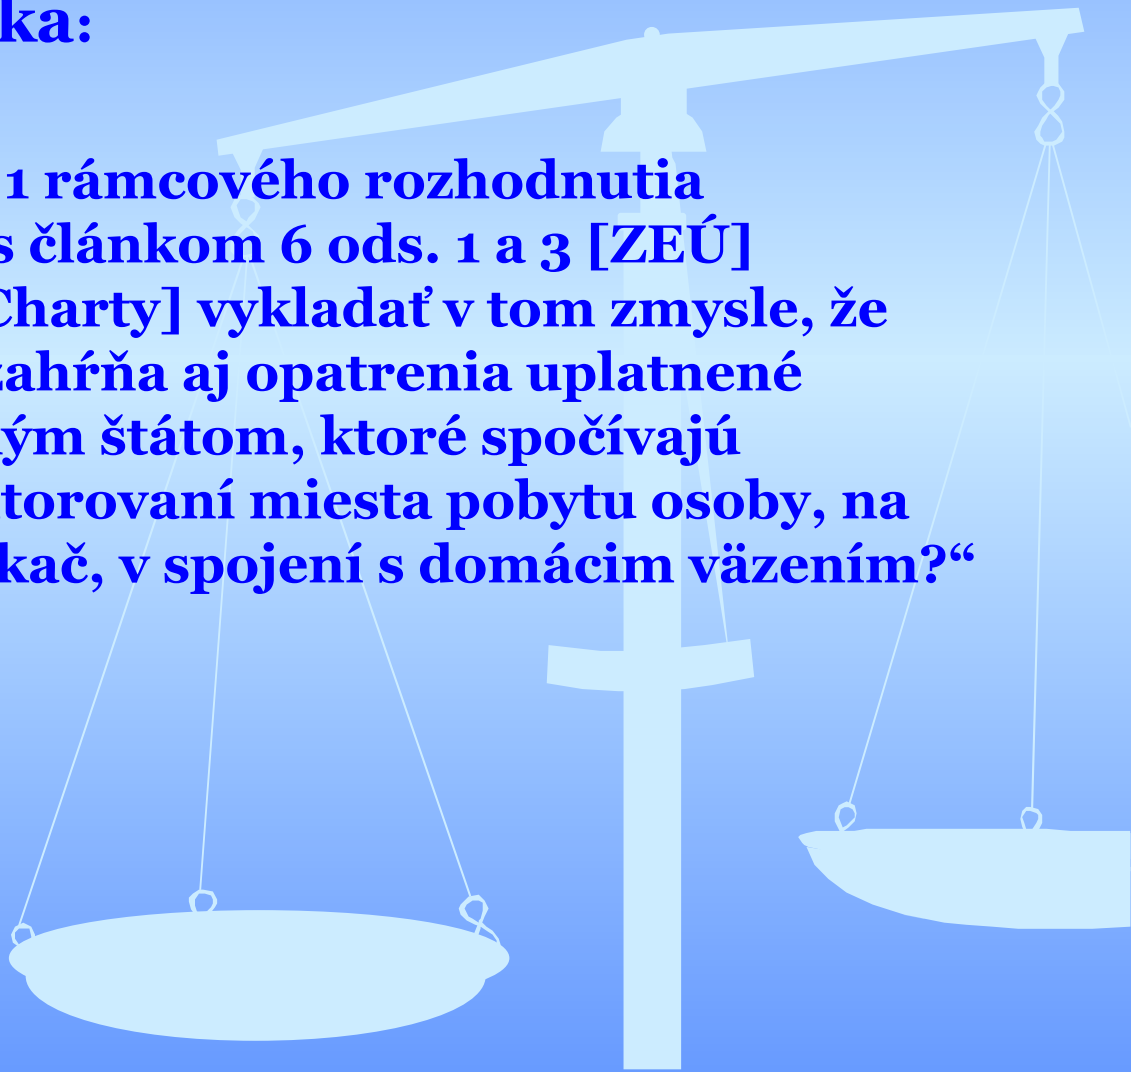 ka:
1 rámcového rozhodnutia
s článkom 6 ods. 1 a 3 [ZEÚ]
Charty] vykladať v tom zmysle, že
zahŕňa aj opatrenia uplatnené
ým štátom, ktoré spočívajú
torovaní miesta pobytu osoby, na
kač, v spojení s domácim väzením?“